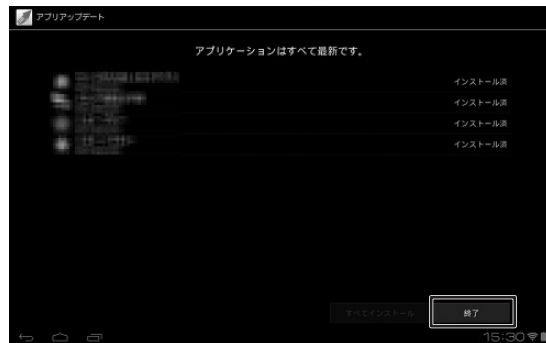 アプリアップデート
アプリケーションはすべて最新です。
インストール済
インストール済
インストール済
インストール済
すべてインストール
終了
15:30